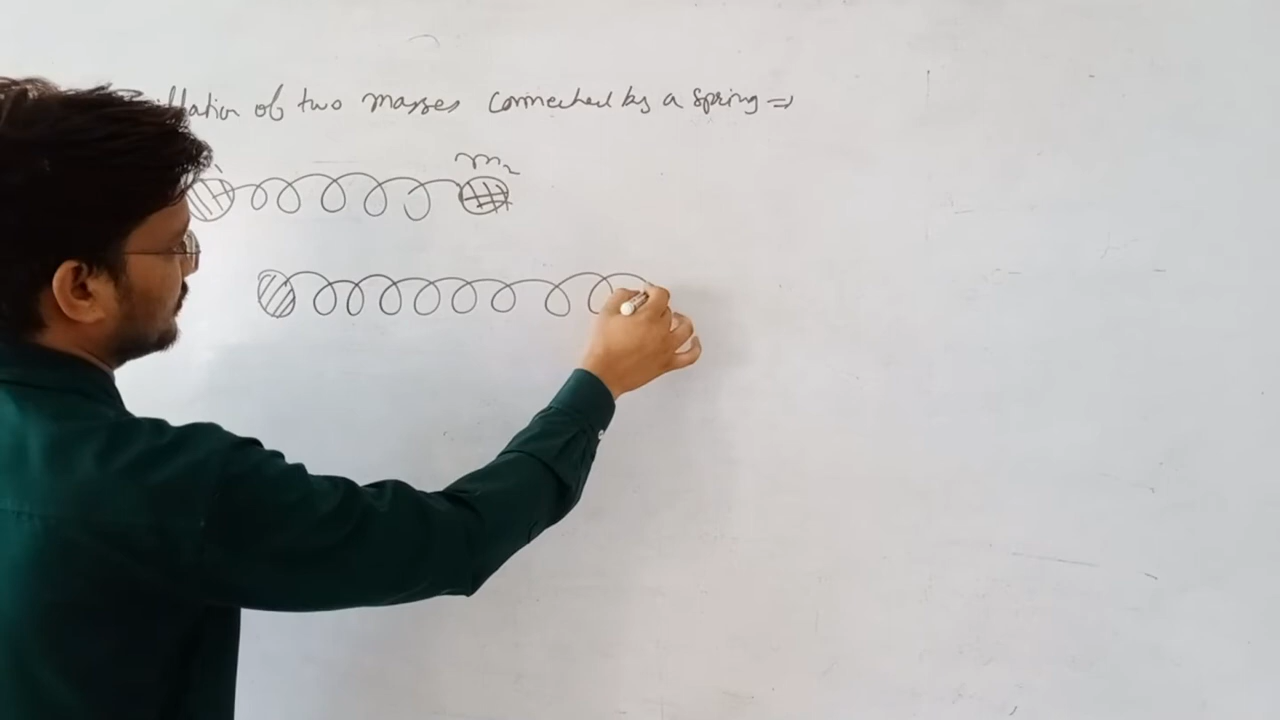 of two masses connected by a spring ⇒
m₂